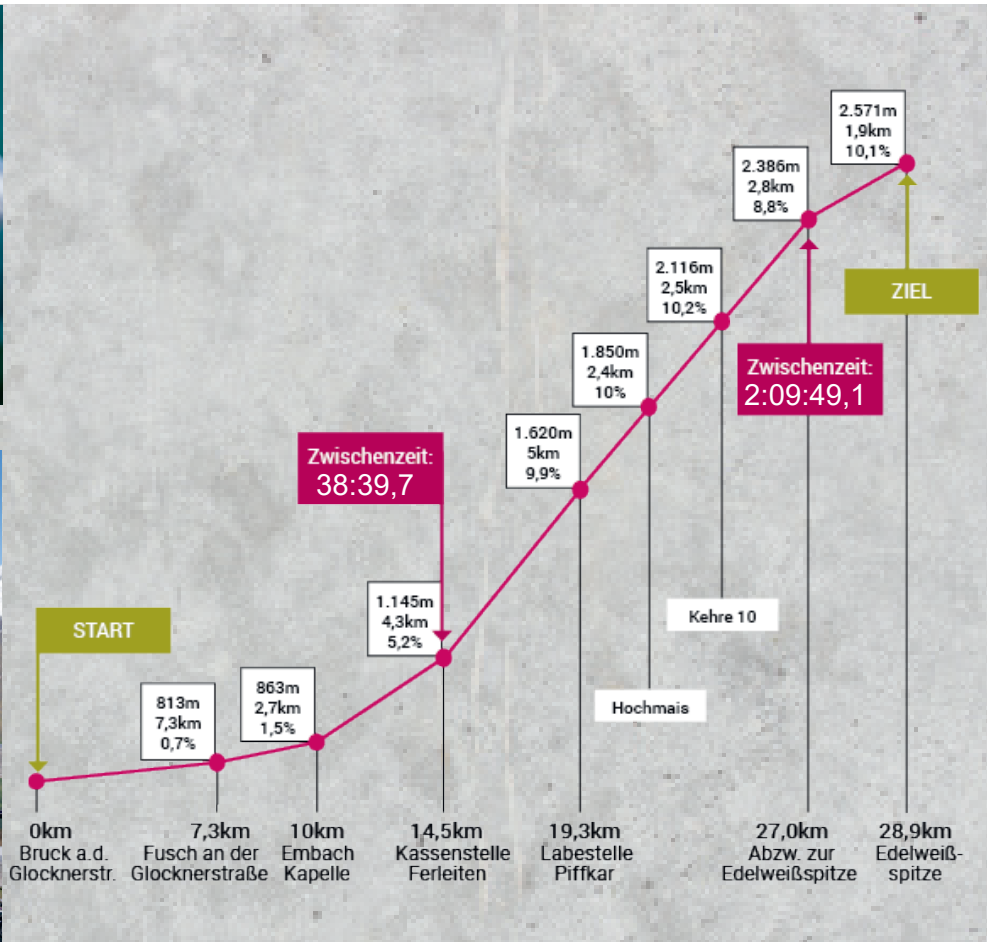 2.571m
1,9km
10,1%
2.386m
2,8km
8,8%
2.116m
2,5km
10,2%
ZIEL
1.850m
2,4km
10%
Zwischenzeit:
2:09:49,1
1.620m
5km
9,9%
Zwischenzeit:
38:39,7
1.145m
4,3km
5,2%
START
Kehre 10
863m
2,7km
1,5%
813m
7,3km
0,7%
Hochmais
0km
Bruck a.d.
Glocknerstr.
7,3km
Fusch an der
Glocknerstraße
10km
Embach
Kapelle
14,5km
Kassenstelle
Ferleiten
19,3km
Labestelle
Piffkar
27,0km
Abzw. zur
Edelweißspitze
28,9km
Edelweiß-
spitze